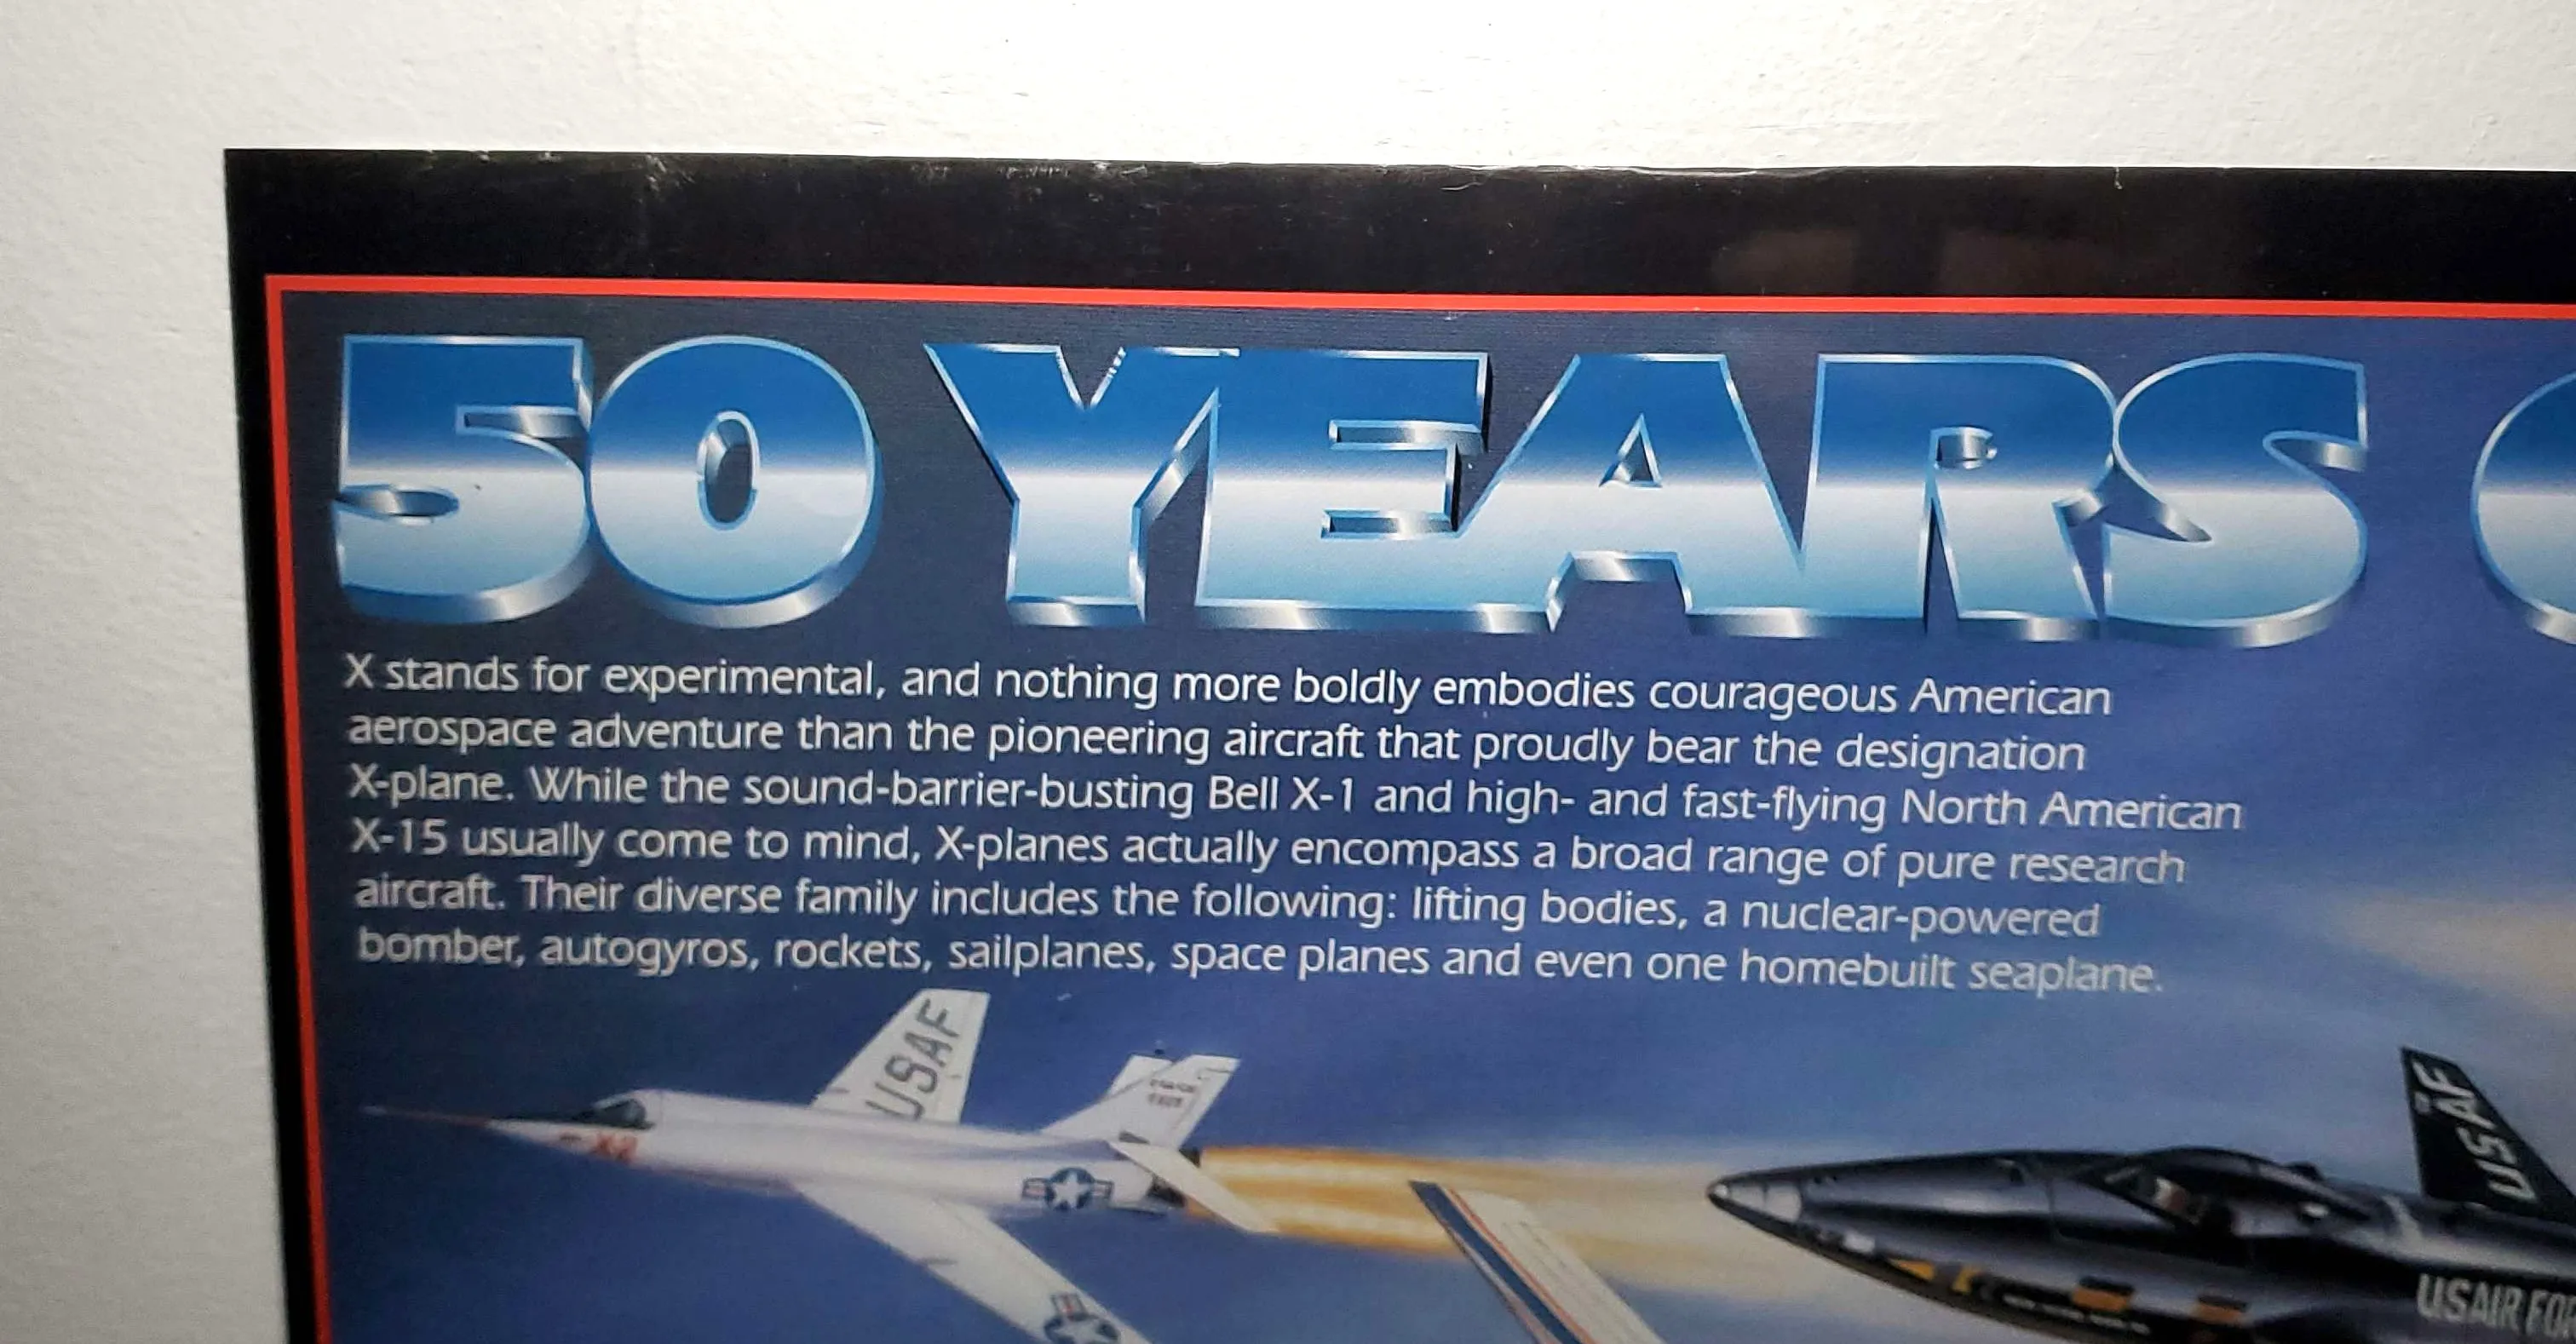 50 YEARS
X stands for experimental, and nothing more boldly embodies courageous American
aerospace adventure than the pioneering aircraft that proudly bear the designation
X-plane. While the sound-barrier-busting Bell X-1 and high- and fast-flying North American
X-15 usually come to mind, X-planes actually encompass a broad range of pure research
aircraft. Their diverse family includes the following: lifting bodies, a nuclear-powered
bomber, autogyros, rockets, sailplanes, space planes and even one homebuilt seaplane.
USAF
USAF
US AIR FO